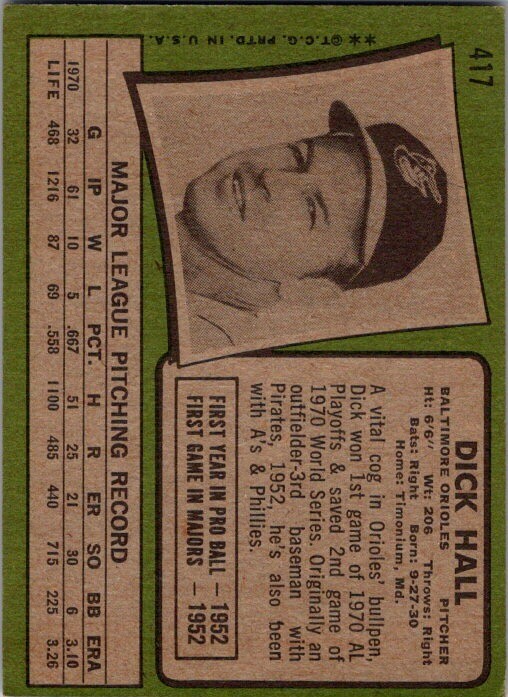 417
**©T.C.G. PRTD. IN U.S.A.
DICK HALL
BALTIMORE ORIOLES PITCHER
Ht: 6'6" Wt: 206 Throws: Right
Bats: Right Born: 9-27-30
Home: Timonium, Md.
A vital cog in Orioles' bullpen,
Dick won 1st game of 1970 AL
Playoffs & saved 2nd game of
1970 World Series. Originally an
outfielder-3rd baseman with
Pirates, 1952, he's also been
with A's & Phillies.
FIRST YEAR IN PRO BALL — 1952
FIRST GAME IN MAJORS — 1952
MAJOR LEAGUE PITCHING RECORD
G IP W L PCT. H R ER SO BB ERA
1970 32 61 10 5 .667 51 25 21 30 6 3.10
LIFE 468 1216 87 69 .558 1100 485 440 715 225 3.26